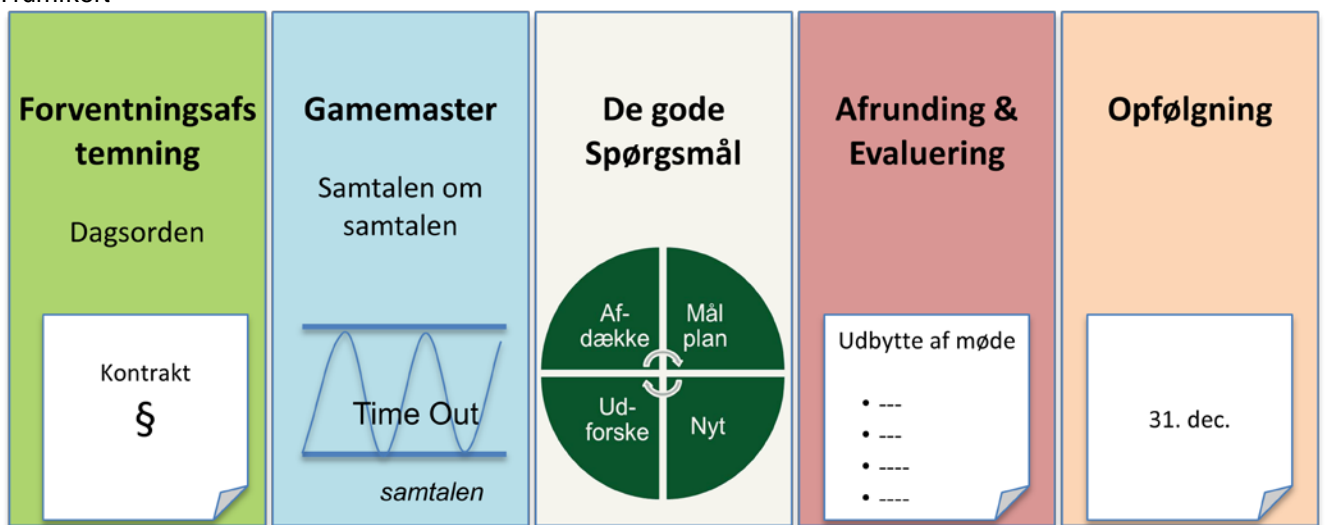 Forventningsafs
temning
Dagsorden
Kontrakt
§
Gamemaster
Samtalen om
samtalen
Time Out
samtalen
De gode
Spørgsmål
Af-
dække
Mål
plan
Ud-
forske
Nyt
Afrunding &
Evaluering
Udbytte af møde
• ---
• ---
• ----
• ----
Opfølgning
31. dec.